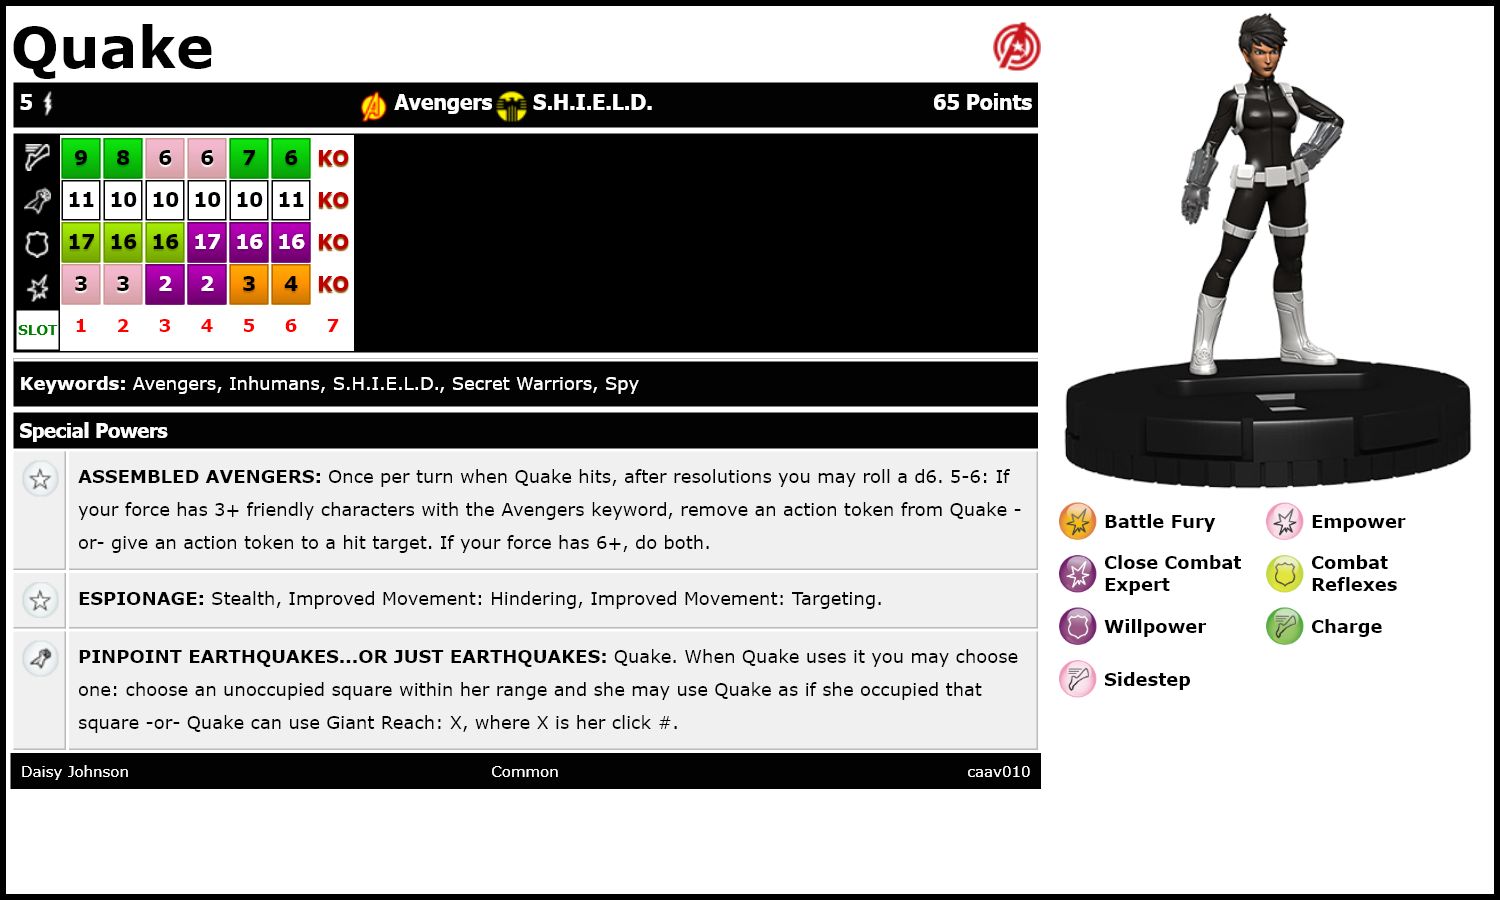 Quake
5 Avengers S.H.I.E.L.D. 65 Points
9 8 6 6 7 6 KO
11 10 10 10 10 11 KO
17 16 16 17 16 16 KO
3 3 2 2 3 4 KO
SLOT 1 2 3 4 5 6 7
Keywords: Avengers, Inhumans, S.H.I.E.L.D., Secret Warriors, Spy
Special Powers
ASSEMBLED AVENGERS: Once per turn when Quake hits, after resolutions you may roll a d6. 5-6: If
your force has 3+ friendly characters with the Avengers keyword, remove an action token from Quake -
or- give an action token to a hit target. If your force has 6+, do both.
ESPIONAGE: Stealth, Improved Movement: Hindering, Improved Movement: Targeting.
PINPOINT EARTHQUAKES...OR JUST EARTHQUAKES: Quake. When Quake uses it you may choose
one: choose an unoccupied square within her range and she may use Quake as if she occupied that
square -or- Quake can use Giant Reach: X, where X is her click #.
Daisy Johnson Common caav010
Battle Fury Empower
Close Combat Expert
Combat Reflexes
Willpower Charge
Sidestep